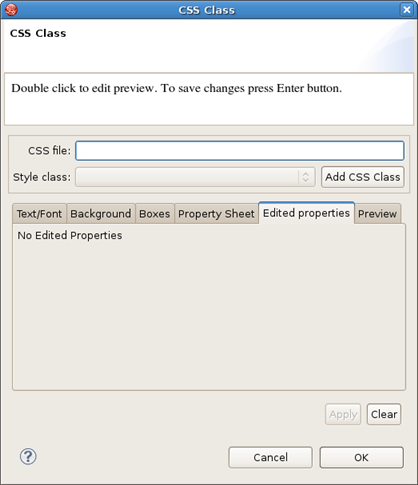 CSS Class
CSS Class
Double click to edit preview. To save changes press Enter button.
CSS file:
Style class: Add CSS Class
Text/Font Background Boxes Property Sheet Edited properties Preview
No Edited Properties
Apply Clear
? Cancel OK